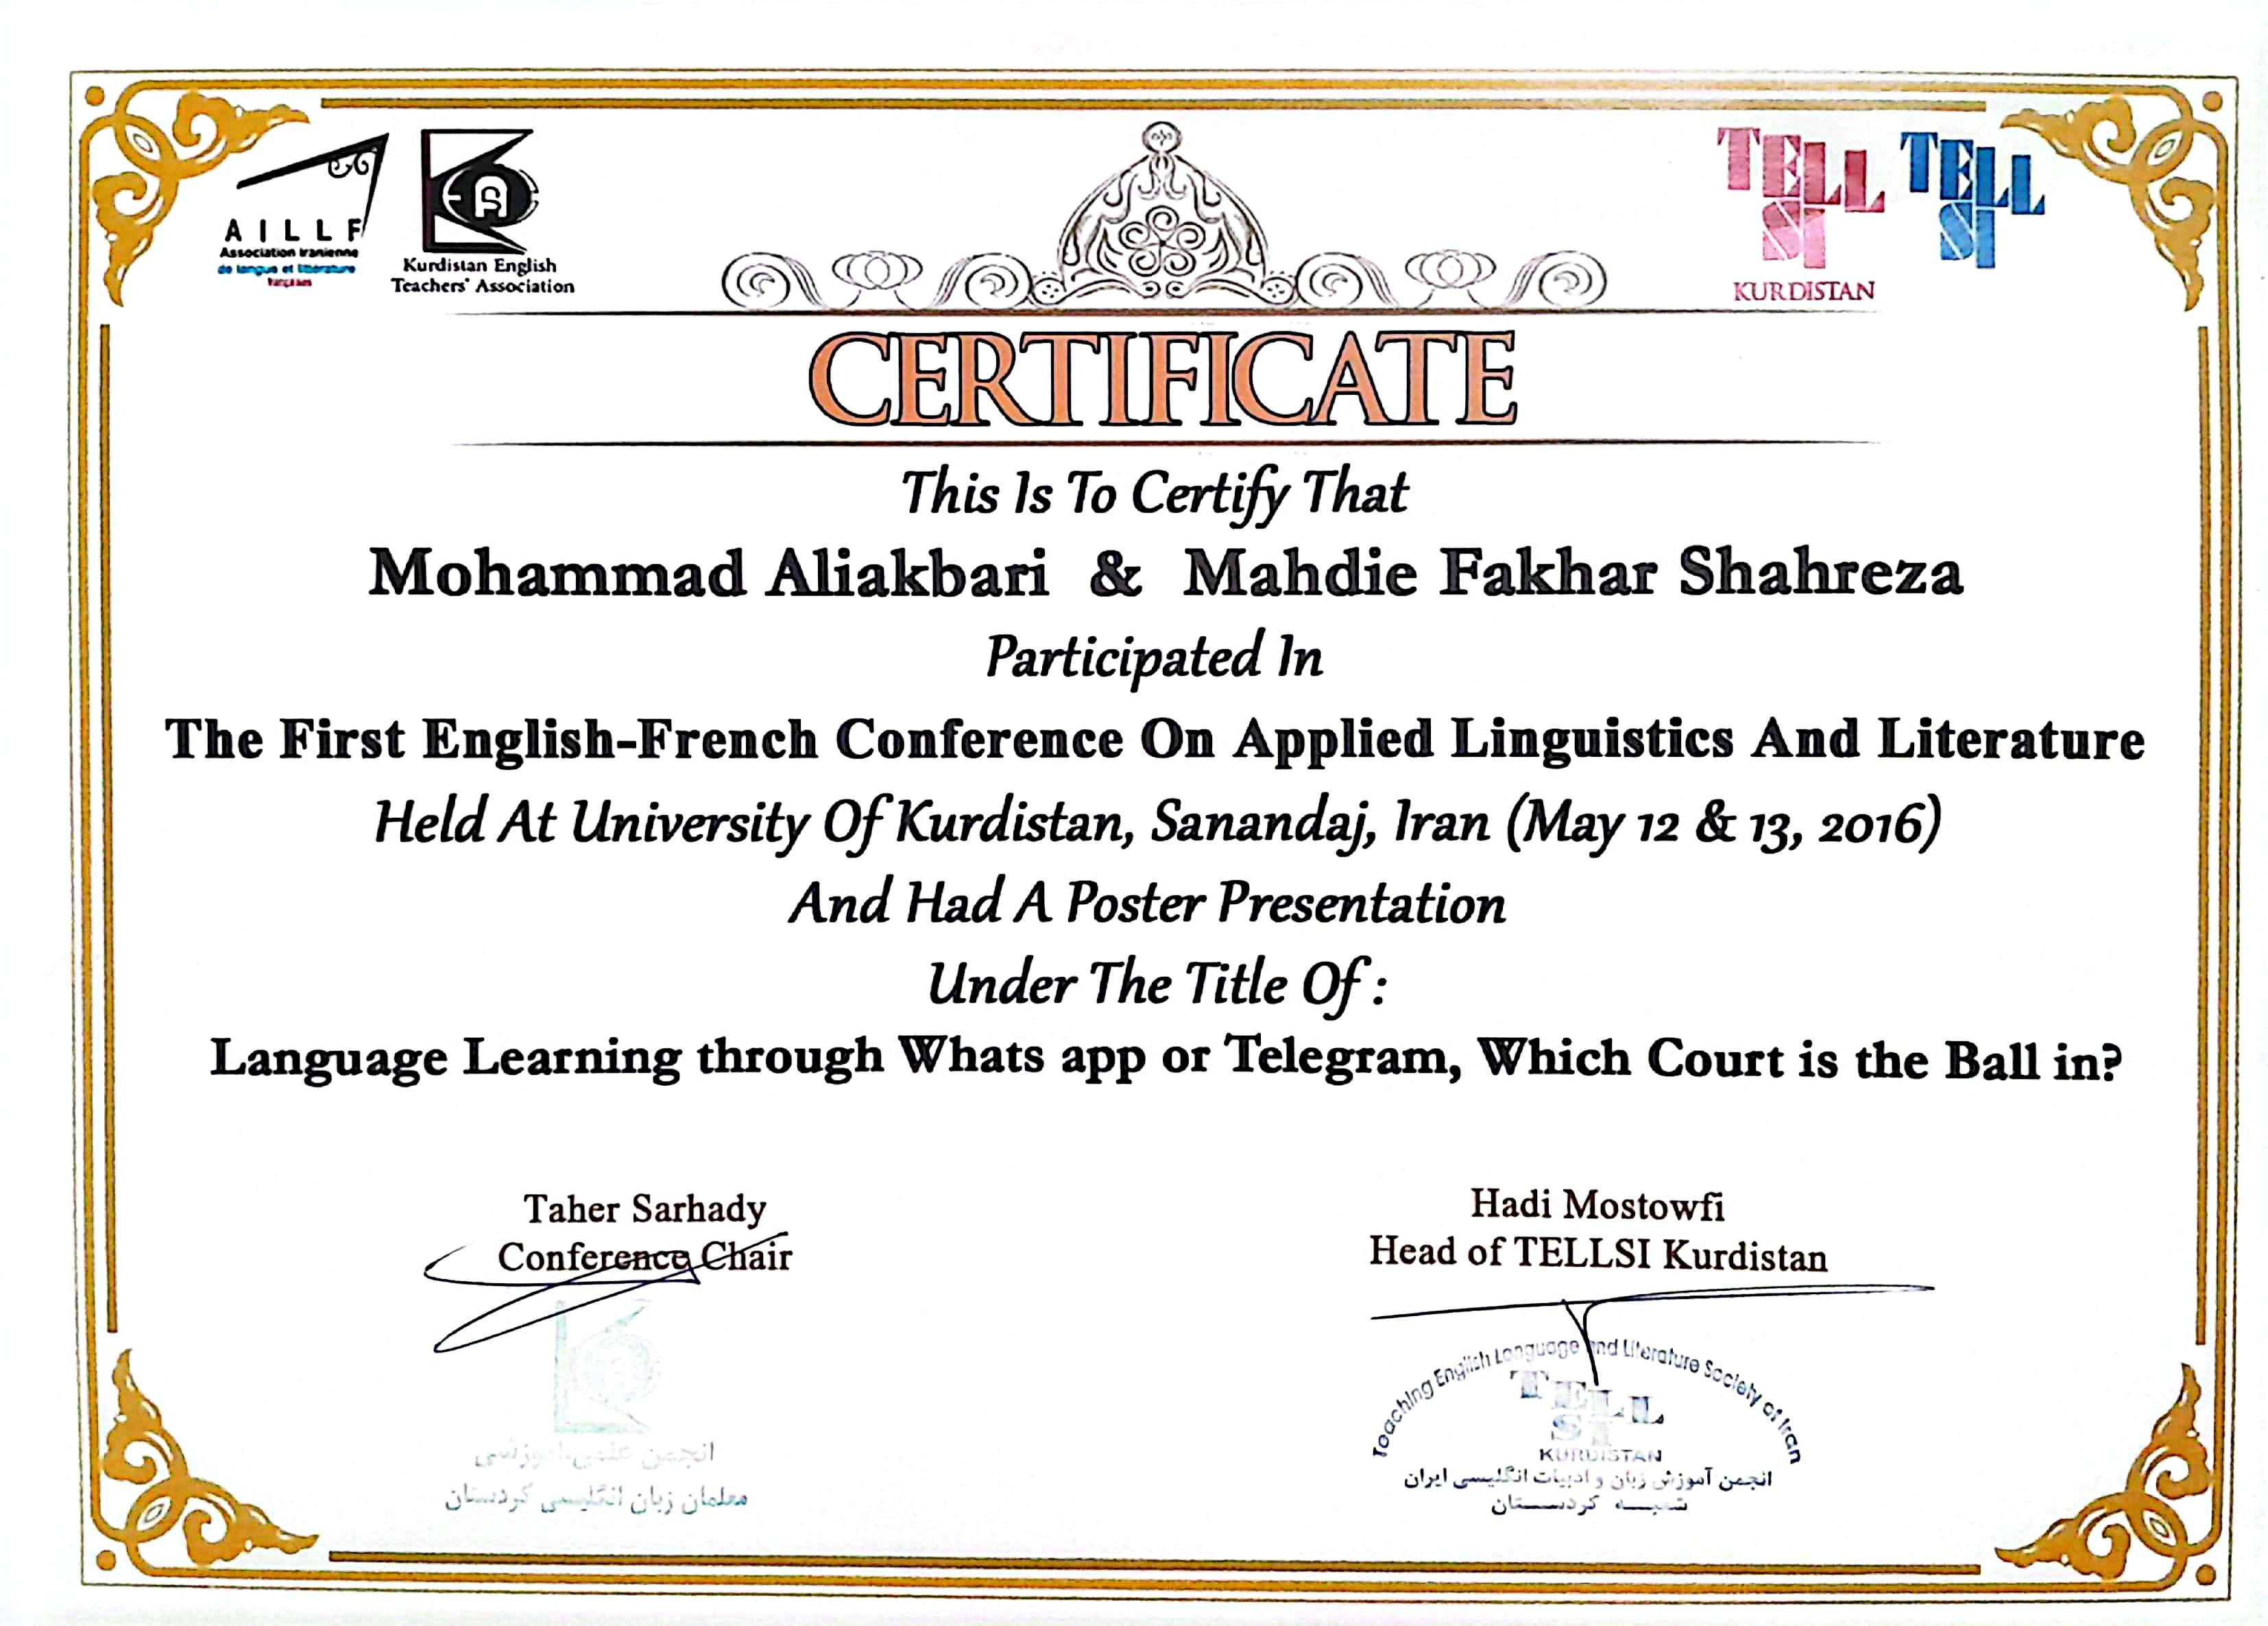 AILLF
Association iranienne
de langue et littérature
française
Kurdistan English
Teachers' Association
TELL
SI
KURDISTAN
TELL
SI
CERTIFICATE
This Is To Certify That
Mohammad Aliakbari & Mahdie Fakhar Shahreza
Participated In
The First English-French Conference On Applied Linguistics And Literature
Held At University Of Kurdistan, Sanandaj, Iran (May 12 & 13, 2016)
And Had A Poster Presentation
Under The Title Of :
Language Learning through Whats app or Telegram, Which Court is the Ball in?
Taher Sarhady
Conference Chair
انجمن علمی آموزشی
معلمان زبان انگلیسی کردستان
Hadi Mostowfi
Head of TELLSI Kurdistan
Teaching English Language and Literature Society of Iran
TELL
SI
KURDISTAN
انجمن آموزش زبان و ادبیات انگلیسی ایران
شعبه کردستان